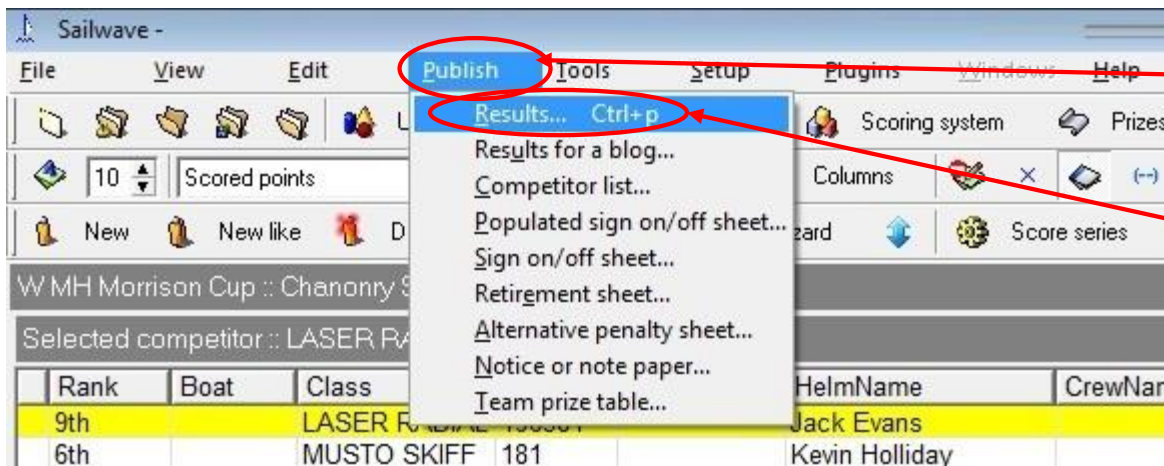 Sailwave -
File View Edit Publish Tools Setup Plugins Windows Help
Results... Ctrl+p
Scoring system Prizes
10 Scored points
Results for a blog...
Columns
Competitor list...
New New like
Populated sign on/off sheet...
Score series
Sign on/off sheet...
W MH Morrison Cup :: Chanonry
Retirement sheet...
Alternative penalty sheet...
Selected competitor :: LASER
Notice or note paper...
Team prize table...
Rank Boat Class HelmName
9th LASER Jack Evans
6th MUSTO SKIFF 181 Kevin Holliday